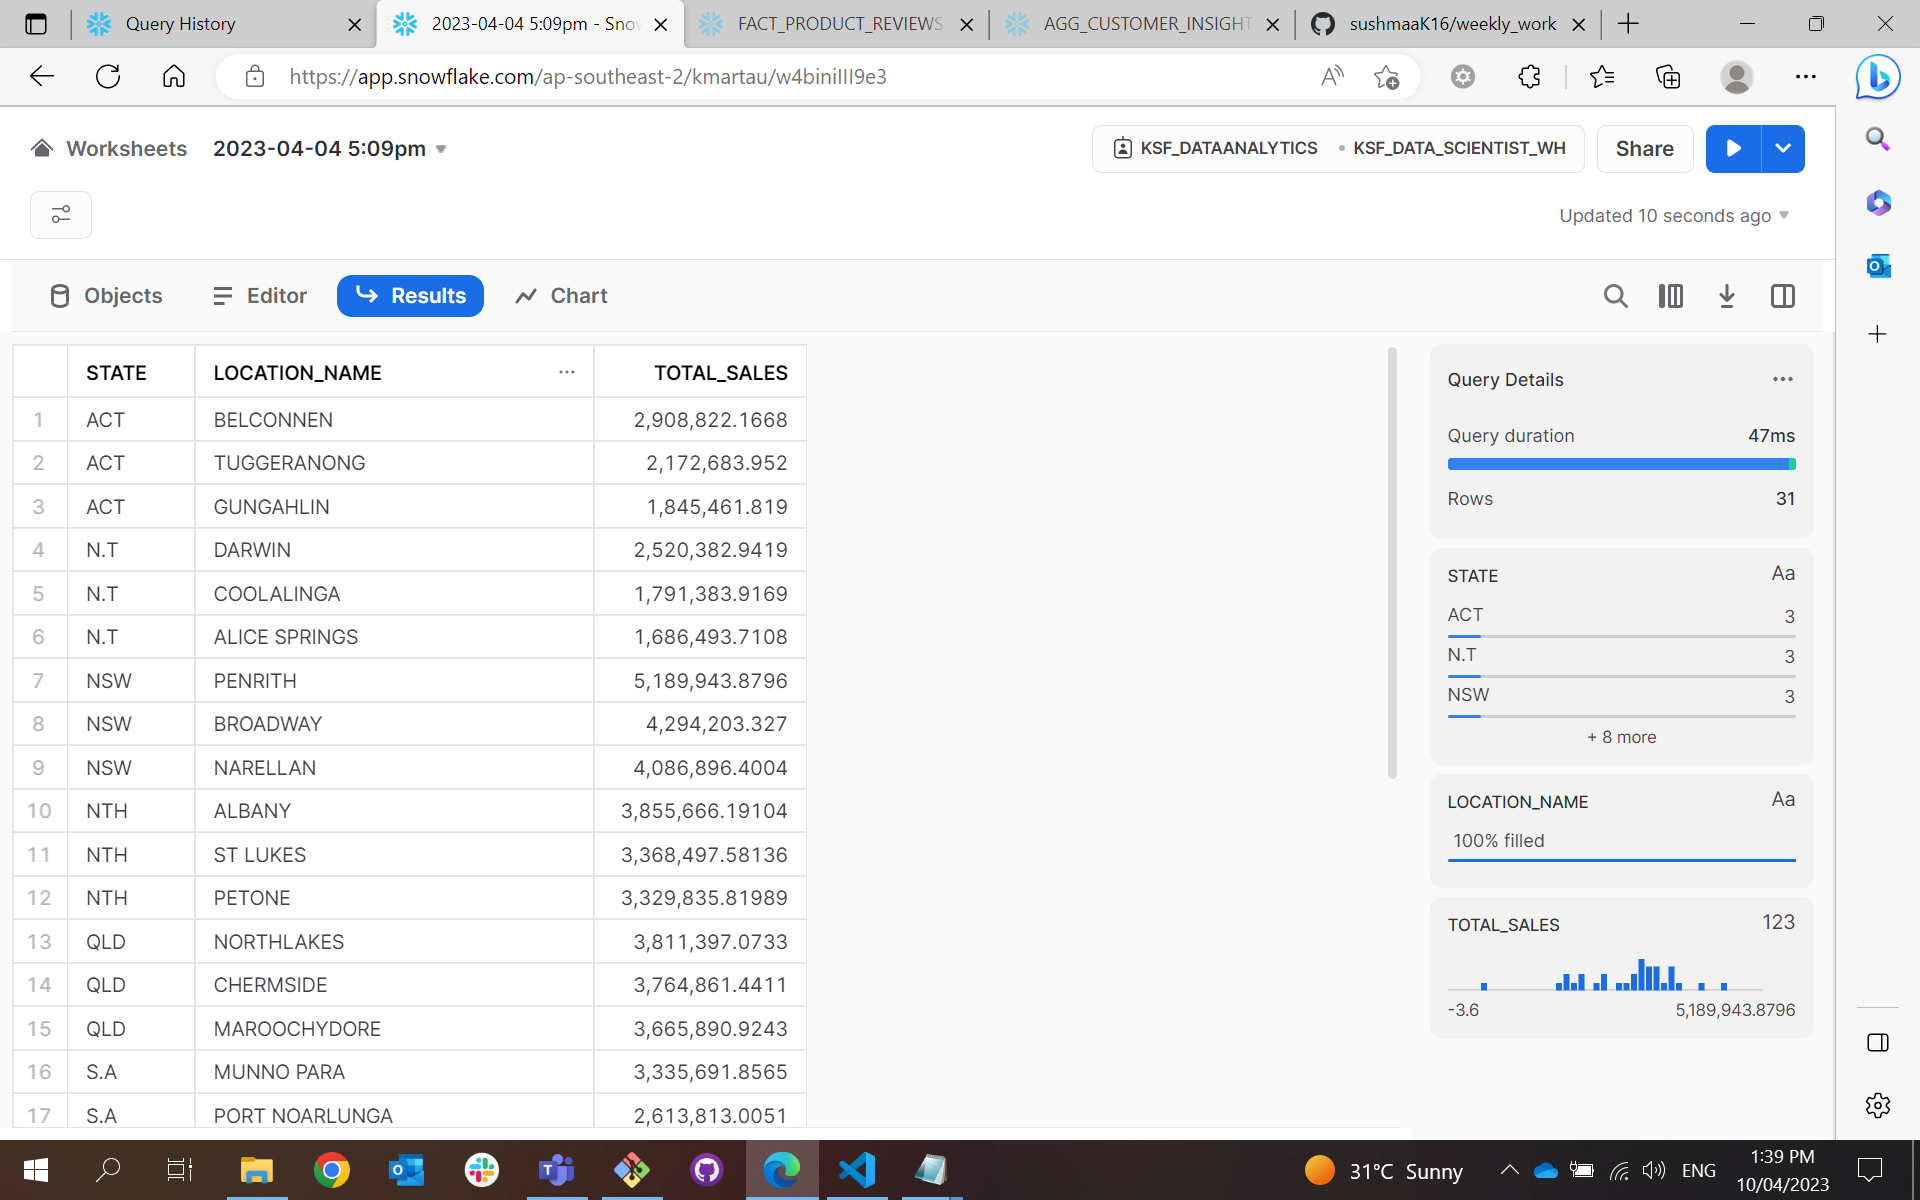 Query History
2023-04-04 5:09pm - Snow
FACT_PRODUCT_REVIEWS
AGG_CUSTOMER_INSIGHT
sushmaaK16/weekly_work
https://app.snowflake.com/ap-southeast-2/kmartau/w4biniIII9e3
Worksheets 2023-04-04 5:09pm
KSF_DATAANALYTICS • KSF_DATA_SCIENTIST_WH
Share
Updated 10 seconds ago
Objects Editor Results Chart
STATE LOCATION_NAME ... TOTAL_SALES
1 ACT BELCONNEN 2,908,822.1668
2 ACT TUGGERANONG 2,172,683.952
3 ACT GUNGAHLIN 1,845,461.819
4 N.T DARWIN 2,520,382.9419
5 N.T COOLALINGA 1,791,383.9169
6 N.T ALICE SPRINGS 1,686,493.7108
7 NSW PENRITH 5,189,943.8796
8 NSW BROADWAY 4,294,203.327
9 NSW NARELLAN 4,086,896.4004
10 NTH ALBANY 3,855,666.19104
11 NTH ST LUKES 3,368,497.58136
12 NTH PETONE 3,329,835.81989
13 QLD NORTHLAKES 3,811,397.0733
14 QLD CHERMSIDE 3,764,861.4411
15 QLD MAROOCHYDORE 3,665,890.9243
16 S.A MUNNO PARA 3,335,691.8565
17 S.A PORT NOARLUNGA 2,613,813.0051
Query Details ...
Query duration 47ms
Rows 31
STATE Aa
ACT 3
N.T 3
NSW 3
+ 8 more
LOCATION_NAME Aa
100% filled
TOTAL_SALES 123
-3.6 5,189,943.8796
31°C Sunny
ENG
1:39 PM
10/04/2023